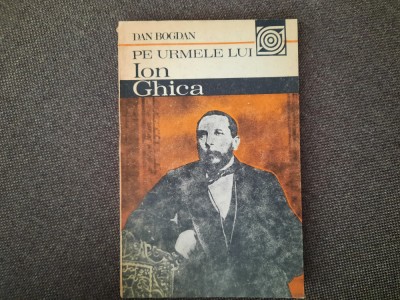 DAN BOGDAN
PE URMELE LUI
Ion
Ghica